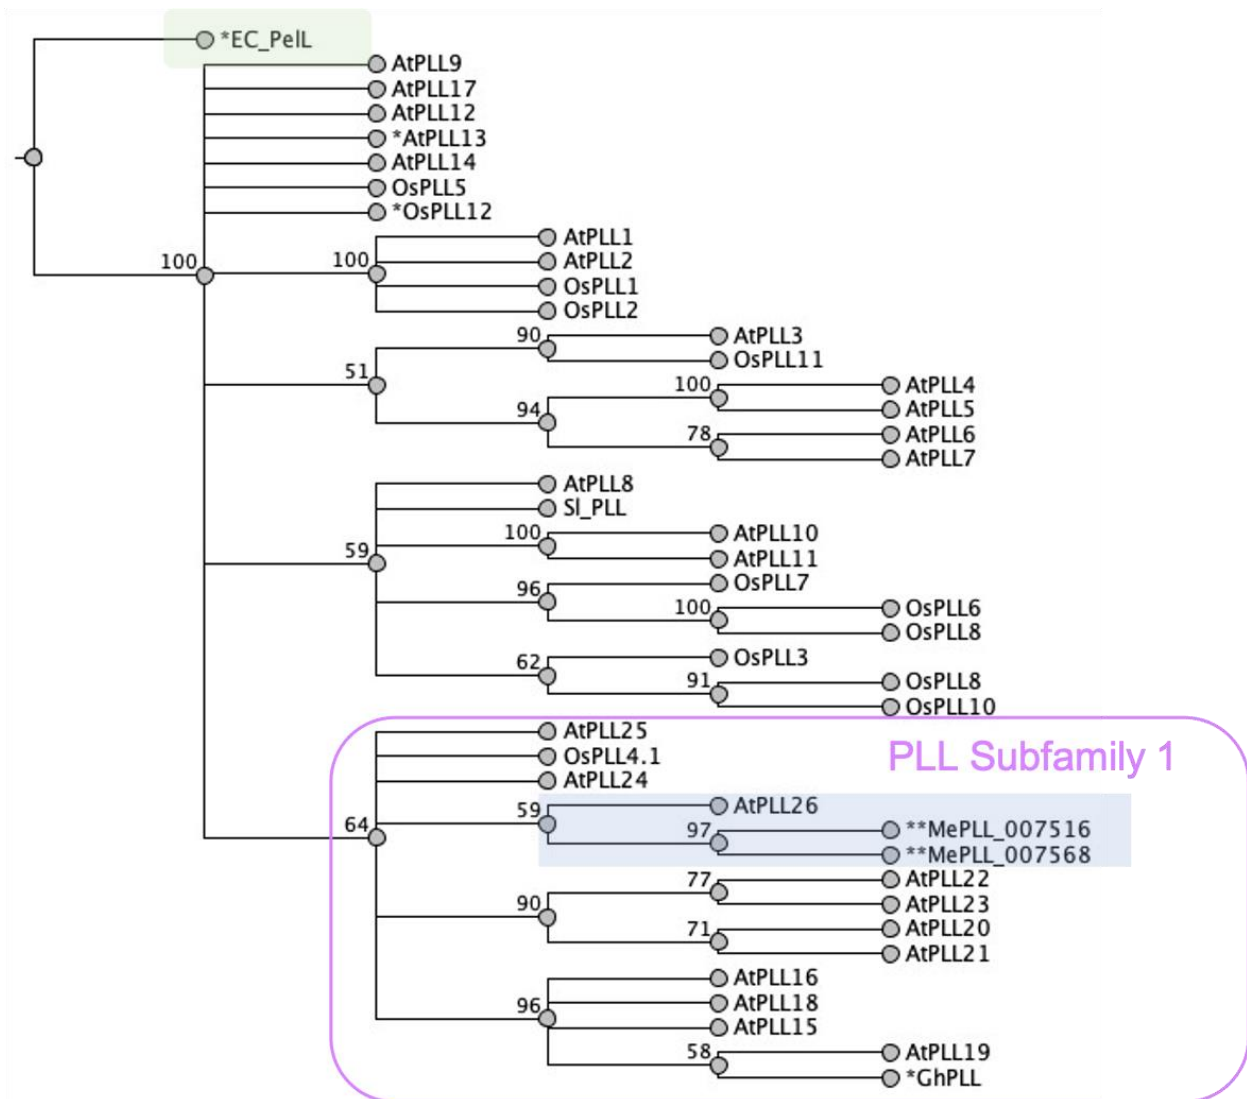 *EC_PelL
AtPLL9
AtPLL17
AtPLL12
*AtPLL13
AtPLL14
OsPLL5
*OsPLL12
AtPLL1
100
100
AtPLL2
OsPLL1
OsPLL2
90
AtPLL3
OsPLL11
51
100
AtPLL4
AtPLL5
94
78
AtPLL6
AtPLL7
AtPLL8
Sl_PLL
100
AtPLL10
59
AtPLL11
96
OsPLL7
100
OsPLL6
OsPLL8
62
OsPLL3
91
OsPLL8
OsPLL10
AtPLL25
PLL Subfamily 1
OsPLL4.1
AtPLL24
59
AtPLL26
64
97
**MePLL_007516
**MePLL_007568
77
AtPLL22
90
AtPLL23
71
AtPLL20
AtPLL21
AtPLL16
96
AtPLL18
AtPLL15
58
AtPLL19
*GhPLL